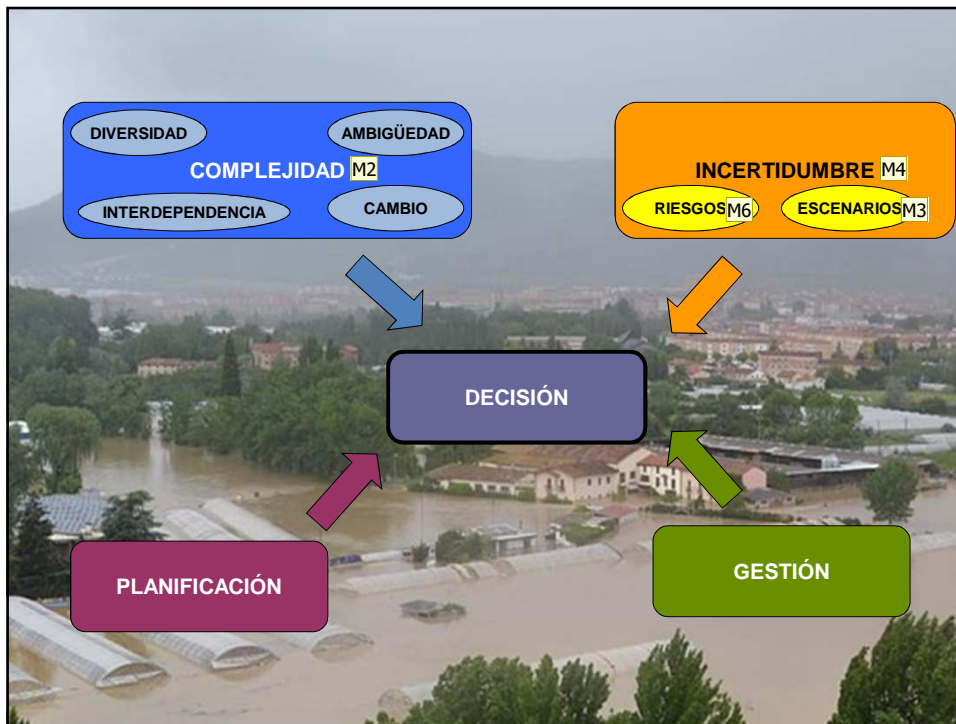 DIVERSIDAD
AMBIGÜEDAD
COMPLEJIDAD M2
INTERDEPENDENCIA
CAMBIO
INCERTIDUMBRE M4
RIESGOS M6
ESCENARIOS M3
DECISIÓN
PLANIFICACIÓN
GESTIÓN